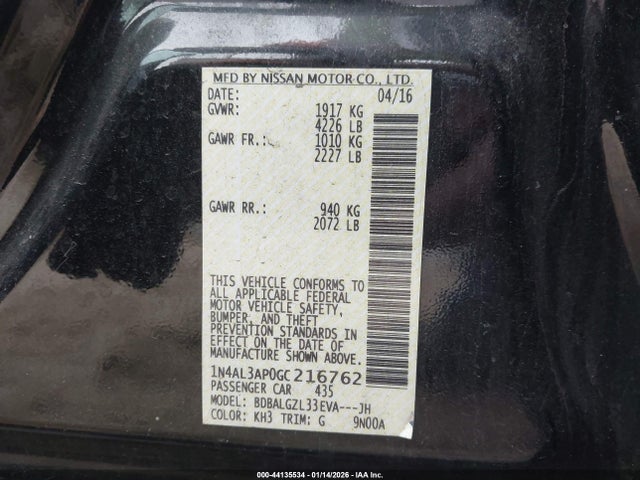 MFD BY NISSAN MOTOR CO., LTD.
DATE: 04/16
GVWR: 1917 KG
4226 LB
GAWR FR.: 1010 KG
2227 LB
GAWR RR.: 940 KG
2072 LB
THIS VEHICLE CONFORMS TO
ALL APPLICABLE FEDERAL
MOTOR VEHICLE SAFETY,
BUMPER, AND THEFT
PREVENTION STANDARDS IN
EFFECT ON THE DATE OF
MANUFACTURE SHOWN ABOVE.
1N4AL3AP0GC216762
PASSENGER CAR 435
MODEL: BDBALGZL33EVA---JH
COLOR: KH3 TRIM: G 9N00A
000-44135534 - 01/14/2026 - IAA Inc.